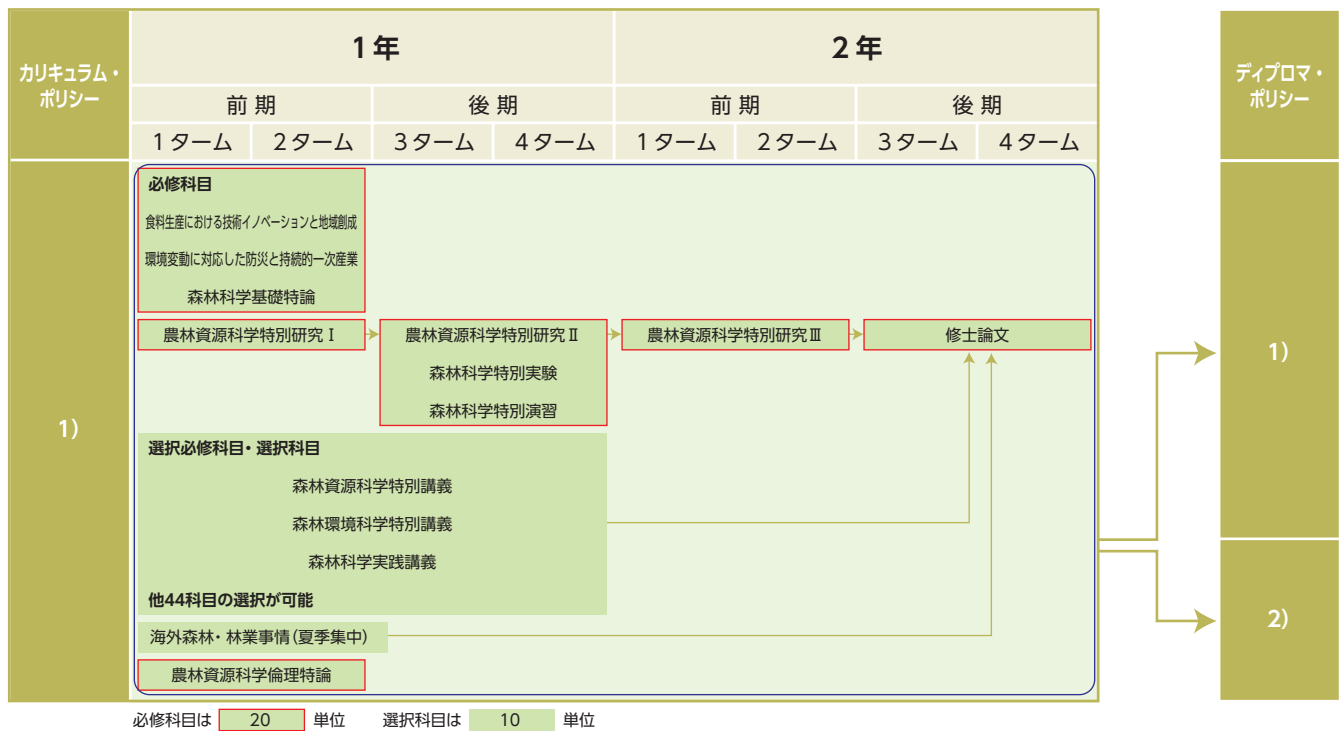 カリキュラム・
ポリシー
1年
2年
ディプロマ・
ポリシー
前 期
後 期
前 期
後 期
1ターム
2ターム
3ターム
4ターム
1ターム
2ターム
3ターム
4ターム
1)
必修科目
食料生産における技術イノベーションと地域創成
環境変動に対応した防災と持続的一次産業
森林科学基礎特論
農林資源科学特別研究Ⅰ
農林資源科学特別研究Ⅱ
森林科学特別実験
森林科学特別演習
農林資源科学特別研究Ⅲ
修士論文
選択必修科目・選択科目
森林資源科学特別講義
森林環境科学特別講義
森林科学実践講義
他44科目の選択が可能
海外森林・林業事情(夏季集中)
農林資源科学倫理特論
1)
2)
必修科目は 20 単位 選択科目は 10 単位